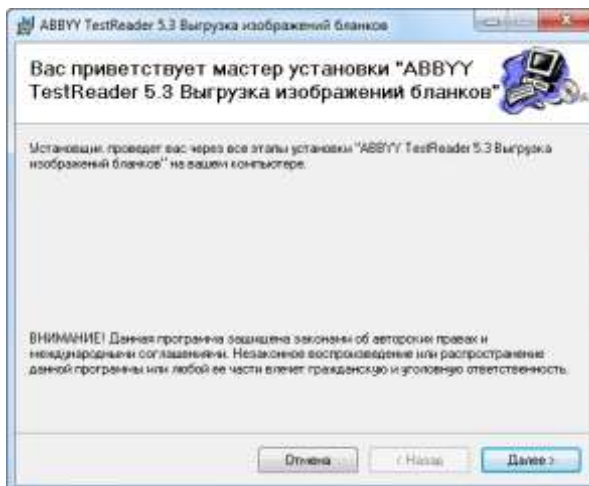 ABBYY TestReader 5.3 Выгрузка изображений бланков
Вас приветствует мастер установки "ABBYY
TestReader 5.3 Выгрузка изображений бланков"
Установщик проведет вас через все этапы установки "ABBYY TestReader 5.3 Выгрузка
изображений бланков" на вашем компьютере.
ВНИМАНИЕ! Данная программа защищена законами об авторских правах и
международными соглашениями. Незаконное воспроизведение или распространение
данной программы или любой ее части влечет гражданскую и уголовную ответственность.
Отмена
< Назад
Далее >